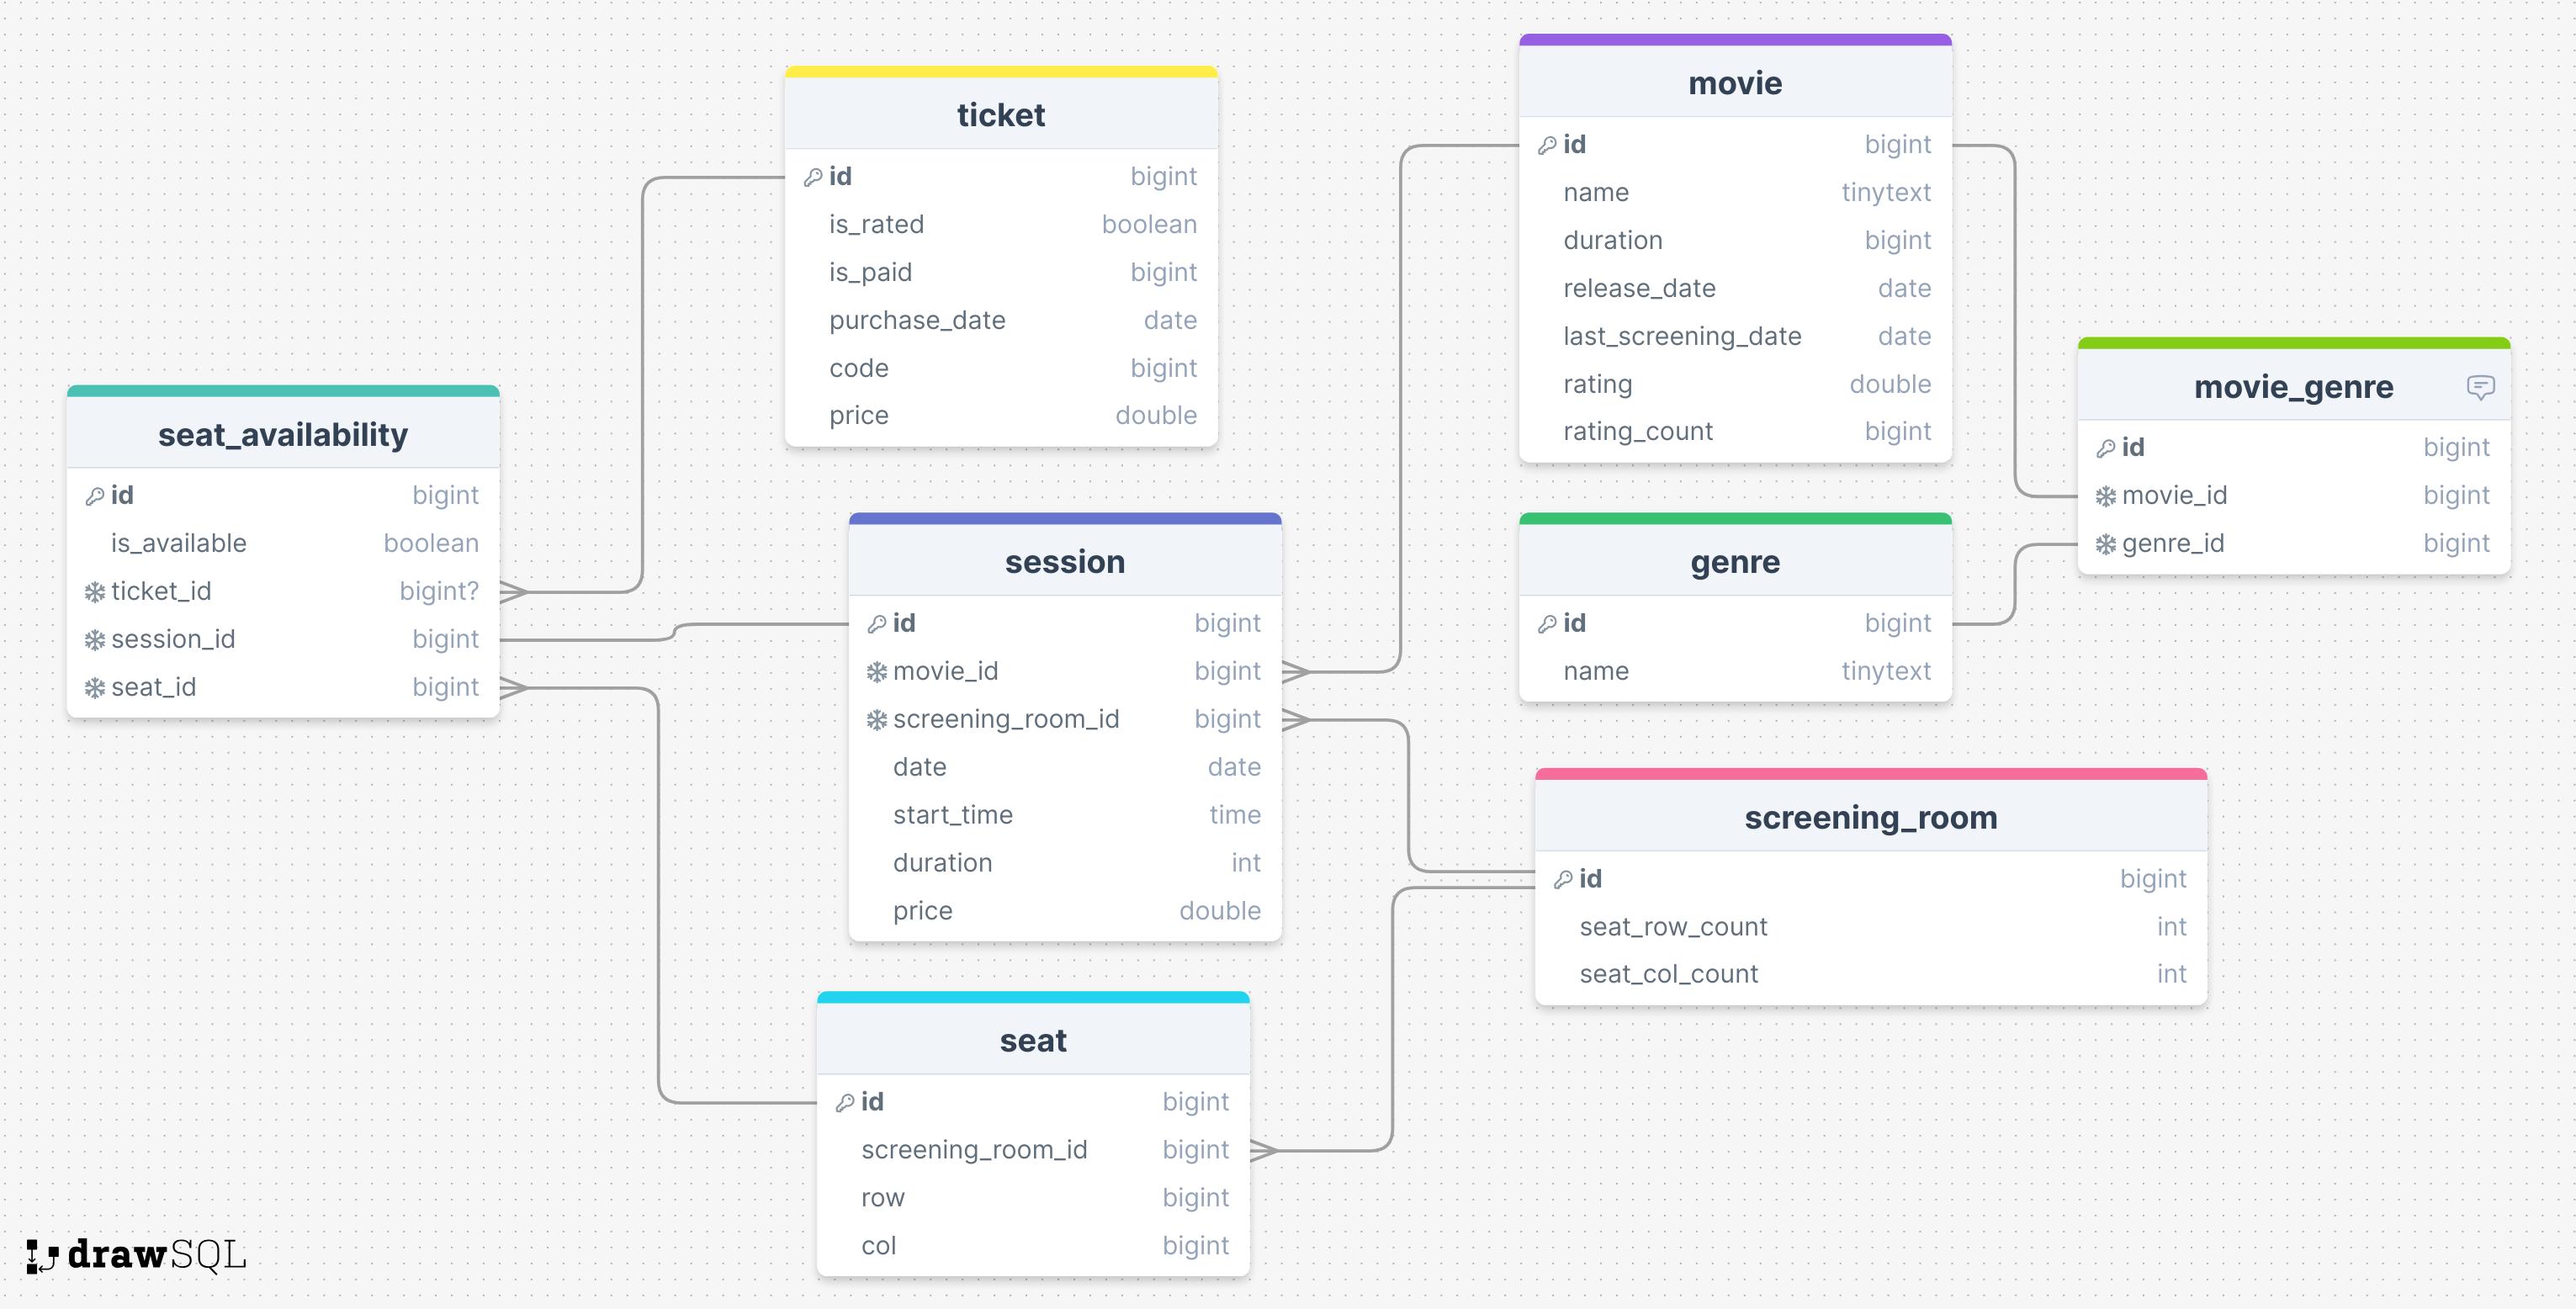 seat_availability
id bigint
is_available boolean
ticket_id bigint?
session_id bigint
seat_id bigint
ticket
id bigint
is_rated boolean
is_paid bigint
purchase_date date
code bigint
price double
session
id bigint
movie_id bigint
screening_room_id bigint
date date
start_time time
duration int
price double
seat
id bigint
screening_room_id bigint
row bigint
col bigint
movie
id bigint
name tinytext
duration bigint
release_date date
last_screening_date date
rating double
rating_count bigint
genre
id bigint
name tinytext
screening_room
id bigint
seat_row_count int
seat_col_count int
movie_genre
id bigint
movie_id bigint
genre_id bigint
drawSQL